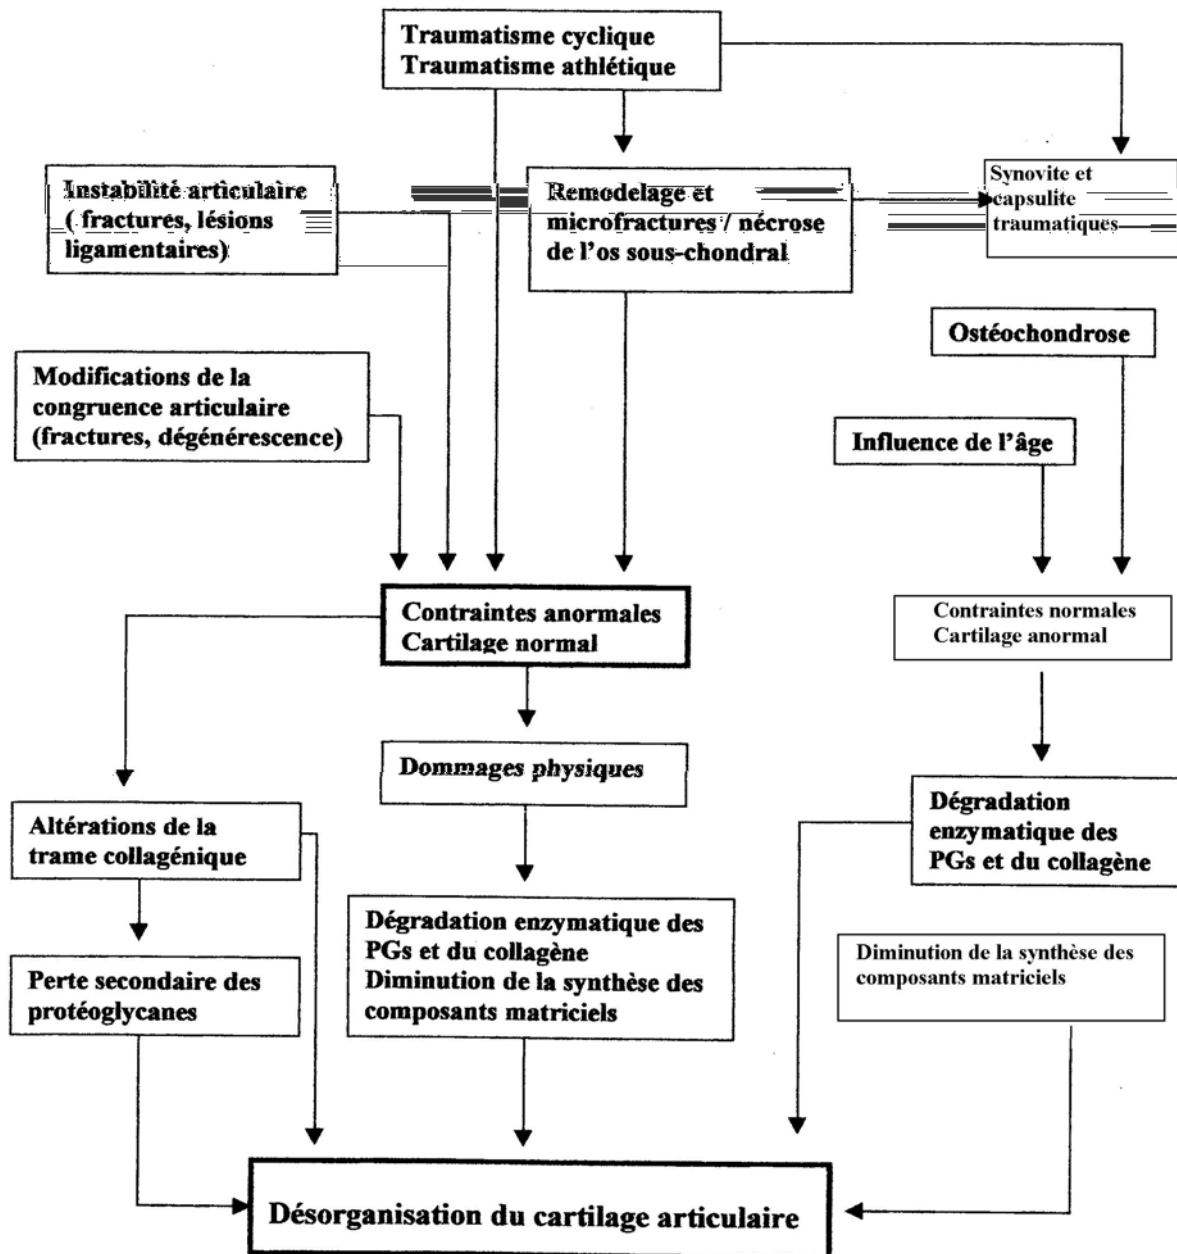 Traumatisme cyclique
Traumatisme athlétique
Instabilité articulaire
( fractures, lésions
ligamentaires)
Remodelage et
microfractures / nécrose
de l'os sous-chondral
Synovite et
capsulite
traumatiques
Ostéochondrose
Modifications de la
congruence articulaire
(fractures, dégénérescence)
Influence de l'âge
Contraintes anormales
Cartilage normal
Contraintes normales
Cartilage anormal
Dommages physiques
Altérations de la
trame collagénique
Dégradation
enzymatique des
PGs et du collagène
Dégradation enzymatique des
PGs et du collagène
Diminution de la synthèse des
composants matriciels
Diminution de la synthèse des
composants matriciels
Perte secondaire des
protéoglycanes
Désorganisation du cartilage articulaire